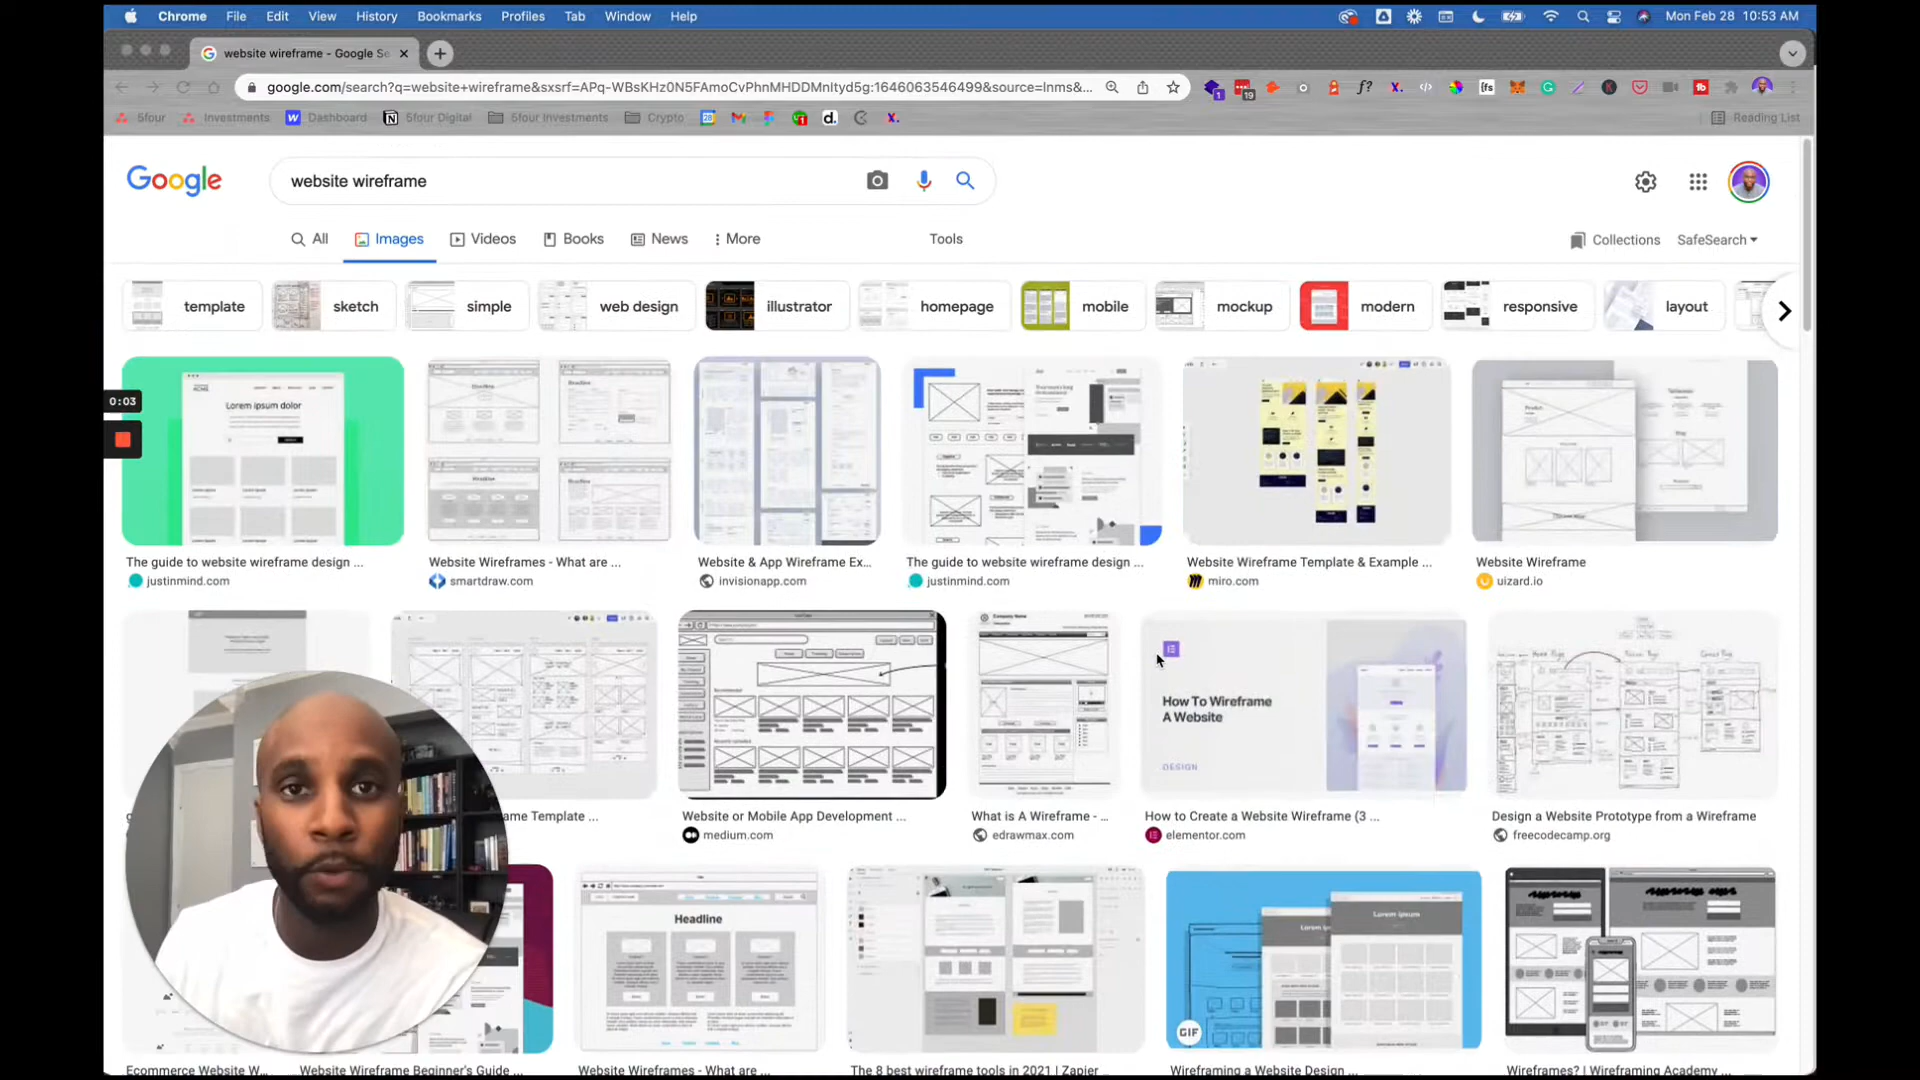 Chrome File Edit View History Bookmarks Profiles Tab Window Help Mon Feb 28 10:53 AM
website wireframe - Google Se
google.com/search?q=website+wireframe&sxsrf=APq-WBsKHz0N5FAmoCvPhnMHDDMnItyd5g:1646063546499&source=lnms&...
5four Investments Dashboard 5four Digital 5four Investments Crypto Reading List
Google website wireframe
All Images Videos Books News More Tools Collections SafeSearch
template sketch simple web design illustrator homepage mobile mockup modern responsive layout
0:03
Lorem ipsum dolor
Headline
The guide to website wireframe design ...
justinmind.com
Website Wireframes - What are ...
smartdraw.com
Website & App Wireframe Ex...
invisionapp.com
The guide to website wireframe design ...
justinmind.com
Website Wireframe Template & Example ...
miro.com
Website Wireframe
uizard.io
How To Wireframe
A Website
DESIGN
ame Template ...
Website or Mobile App Development ...
medium.com
What is A Wireframe - ...
edrawmax.com
How to Create a Website Wireframe (3 ...
elementor.com
Design a Website Prototype from a Wireframe
freecodecamp.org
Headline
Lorem ipsum
GIF
Ecommerce Website W...
Website Wireframe Beginner's Guide ...
Website Wireframes - What are ...
The 8 best wireframe tools in 2021 | Zapier
Wireframing a Website Design ...
Wireframes? | Wireframing Academy ...